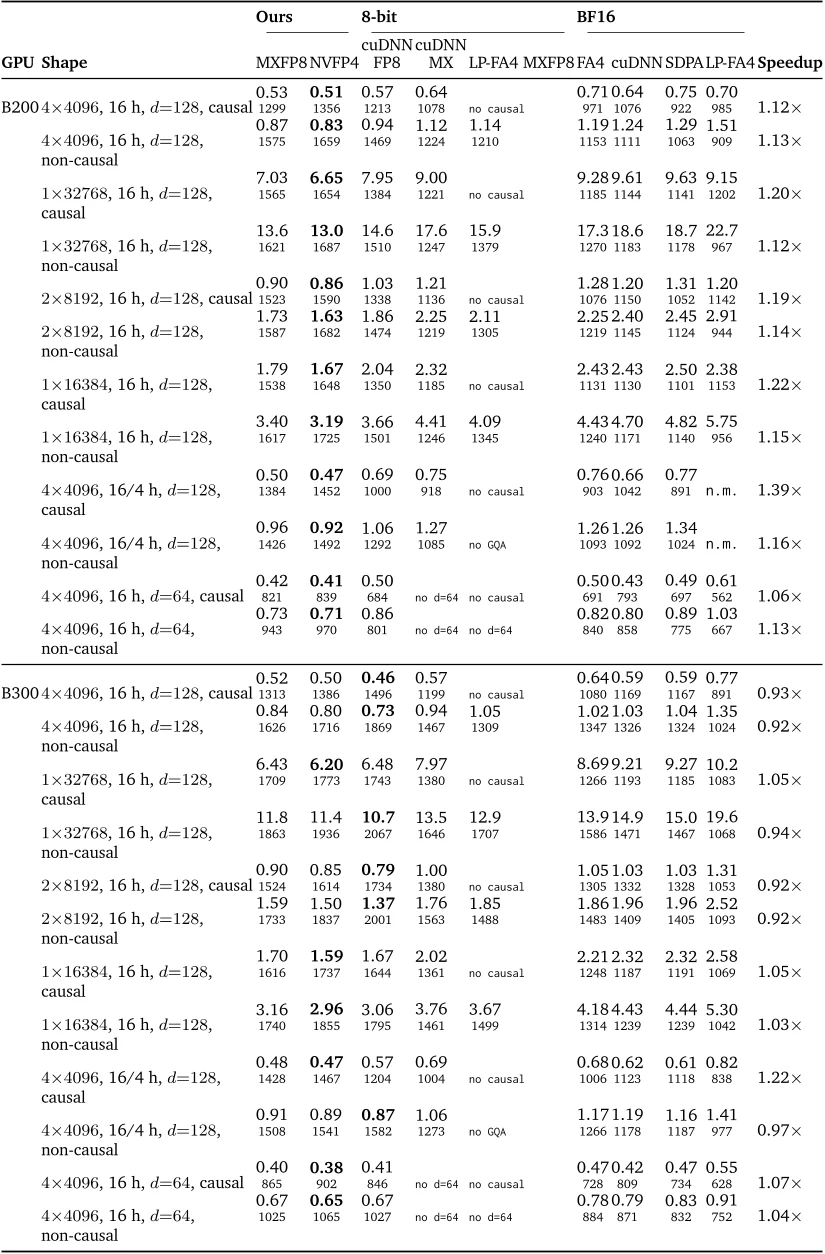 Ours 8-bit BF16
cuDNN cuDNN
GPU Shape MXFP8 NVFP4 FP8 MX LP-FA4 MXFP8 FA4 cuDNN SDPA LP-FA4 Speedup
0.53 0.51 0.57 0.64 0.71 0.64 0.75 0.70
B200 4×4096, 16 h, d=128, causal 1299 1356 1213 1078 no causal 971 1076 922 985 1.12×
0.87 0.83 0.94 1.12 1.14 1.19 1.24 1.29 1.51
4×4096, 16 h, d=128, 1575 1659 1469 1224 1210 1153 1111 1063 909 1.13×
non-causal
7.03 6.65 7.95 9.00 9.28 9.61 9.63 9.15
1×32768, 16 h, d=128, 1565 1654 1384 1221 no causal 1185 1144 1141 1202 1.20×
causal
13.6 13.0 14.6 17.6 15.9 17.3 18.6 18.7 22.7
1×32768, 16 h, d=128, 1621 1687 1510 1247 1379 1270 1183 1178 967 1.12×
non-causal
0.90 0.86 1.03 1.21 1.28 1.20 1.31 1.20
2×8192, 16 h, d=128, causal 1523 1590 1338 1136 no causal 1076 1150 1052 1142 1.19×
1.73 1.63 1.86 2.25 2.11 2.25 2.40 2.45 2.91
2×8192, 16 h, d=128, 1587 1682 1474 1219 1305 1219 1145 1124 944 1.14×
non-causal
1.79 1.67 2.04 2.32 2.43 2.43 2.50 2.38
1×16384, 16 h, d=128, 1538 1648 1350 1185 no causal 1131 1130 1101 1153 1.22×
causal
3.40 3.19 3.66 4.41 4.09 4.43 4.70 4.82 5.75
1×16384, 16 h, d=128, 1617 1725 1501 1246 1345 1240 1171 1140 956 1.15×
non-causal
0.50 0.47 0.69 0.75 0.76 0.66 0.77
4×4096, 16/4 h, d=128, 1384 1452 1000 918 no causal 903 1042 891 n.m. 1.39×
causal
0.96 0.92 1.06 1.27 1.26 1.26 1.34
4×4096, 16/4 h, d=128, 1426 1492 1292 1085 no GQA 1093 1092 1024 n.m. 1.16×
non-causal
0.42 0.41 0.50 0.50 0.43 0.49 0.61
4×4096, 16 h, d=64, causal 821 839 684 no d=64 no causal 691 793 697 562 1.06×
0.73 0.71 0.86 0.82 0.80 0.89 1.03
4×4096, 16 h, d=64, 943 970 801 no d=64 no d=64 840 858 775 667 1.13×
non-causal
0.52 0.50 0.46 0.57 0.64 0.59 0.59 0.77
B300 4×4096, 16 h, d=128, causal 1313 1386 1496 1199 no causal 1080 1169 1167 891 0.93×
0.84 0.80 0.73 0.94 1.05 1.02 1.03 1.04 1.35
4×4096, 16 h, d=128, 1626 1716 1869 1467 1309 1347 1326 1324 1024 0.92×
non-causal
6.43 6.20 6.48 7.97 8.69 9.21 9.27 10.2
1×32768, 16 h, d=128, 1709 1773 1743 1380 no causal 1266 1193 1185 1083 1.05×
causal
11.8 11.4 10.7 13.5 12.9 13.9 14.9 15.0 19.6
1×32768, 16 h, d=128, 1863 1936 2067 1646 1707 1586 1471 1467 1068 0.94×
non-causal
0.90 0.85 0.79 1.00 1.05 1.03 1.03 1.31
2×8192, 16 h, d=128, causal 1524 1614 1734 1380 no causal 1305 1332 1328 1053 0.92×
1.59 1.50 1.37 1.76 1.85 1.86 1.96 1.96 2.52
2×8192, 16 h, d=128, 1733 1837 2001 1563 1488 1483 1409 1405 1093 0.92×
non-causal
1.70 1.59 1.67 2.02 2.21 2.32 2.32 2.58
1×16384, 16 h, d=128, 1616 1737 1644 1361 no causal 1248 1187 1191 1069 1.05×
causal
3.16 2.96 3.06 3.76 3.67 4.18 4.43 4.44 5.30
1×16384, 16 h, d=128, 1740 1855 1795 1461 1499 1314 1239 1239 1042 1.03×
non-causal
0.48 0.47 0.57 0.69 0.68 0.62 0.61 0.82
4×4096, 16/4 h, d=128, 1428 1467 1204 1004 no causal 1006 1123 1118 838 1.22×
causal
0.91 0.89 0.87 1.06 1.17 1.19 1.16 1.41
4×4096, 16/4 h, d=128, 1508 1541 1582 1273 no GQA 1266 1178 1187 977 0.97×
non-causal
0.40 0.38 0.41 0.47 0.42 0.47 0.55
4×4096, 16 h, d=64, causal 865 902 846 no d=64 no causal 728 809 734 628 1.07×
0.67 0.65 0.67 0.78 0.79 0.83 0.91
4×4096, 16 h, d=64, 1025 1065 1027 no d=64 no d=64 884 871 832 752 1.04×
non-causal